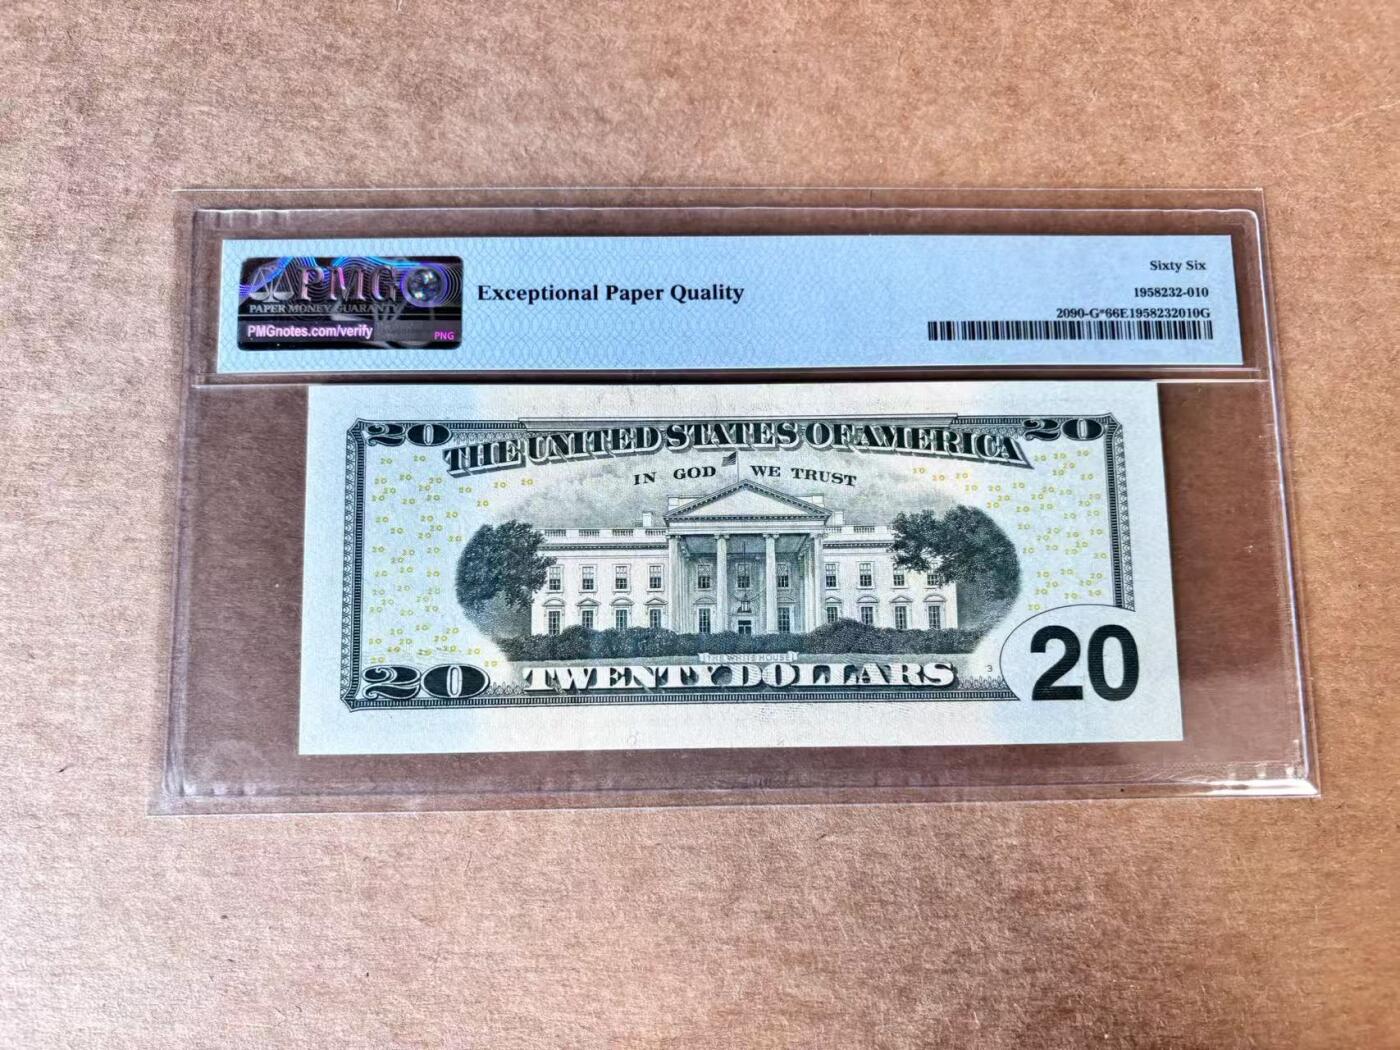 PMG
PAPER MONEY GUARANTY
PMGnotes.com/verify
PNG
Exceptional Paper Quality
Sixty Six
1958232-010
2090-G*66E1958232010G
20
THE UNITED STATES OF AMERICA
20
IN GOD WE TRUST
THE WHITE HOUSE
20
TWENTY DOLLARS
3
20